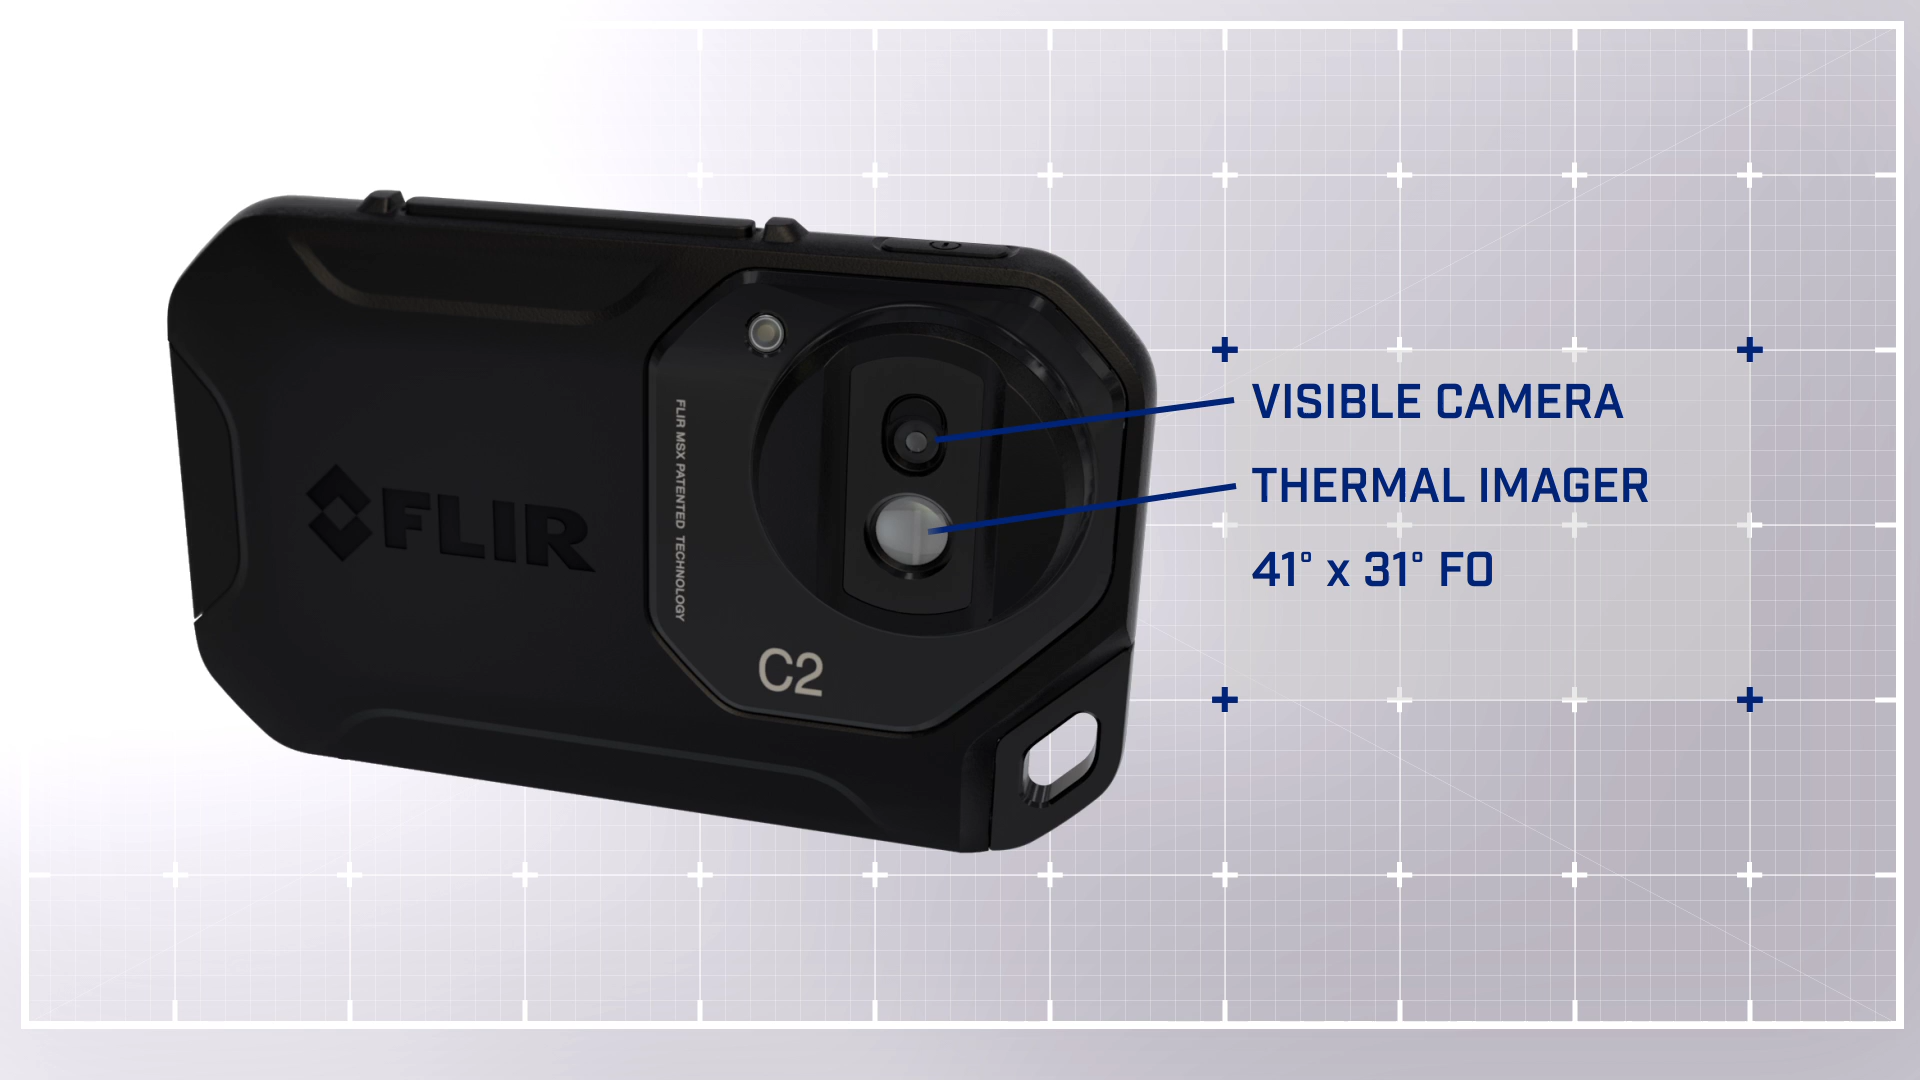 VISIBLE CAMERA
THERMAL IMAGER
41° x 31° FO
FLIR
FLIR MSX PATENTED TECHNOLOGY
C2